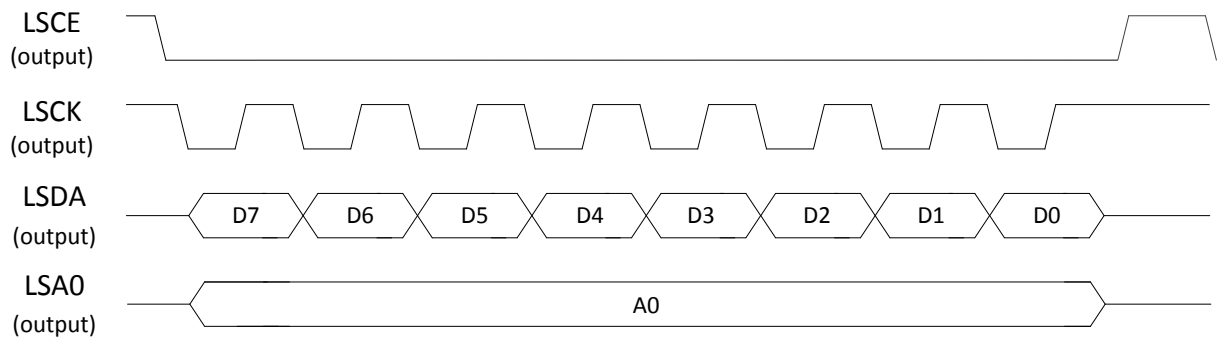 LSCE
(output)
LSCK
(output)
LSDA
(output)
D7 D6 D5 D4 D3 D2 D1 D0
LSA0
(output)
A0